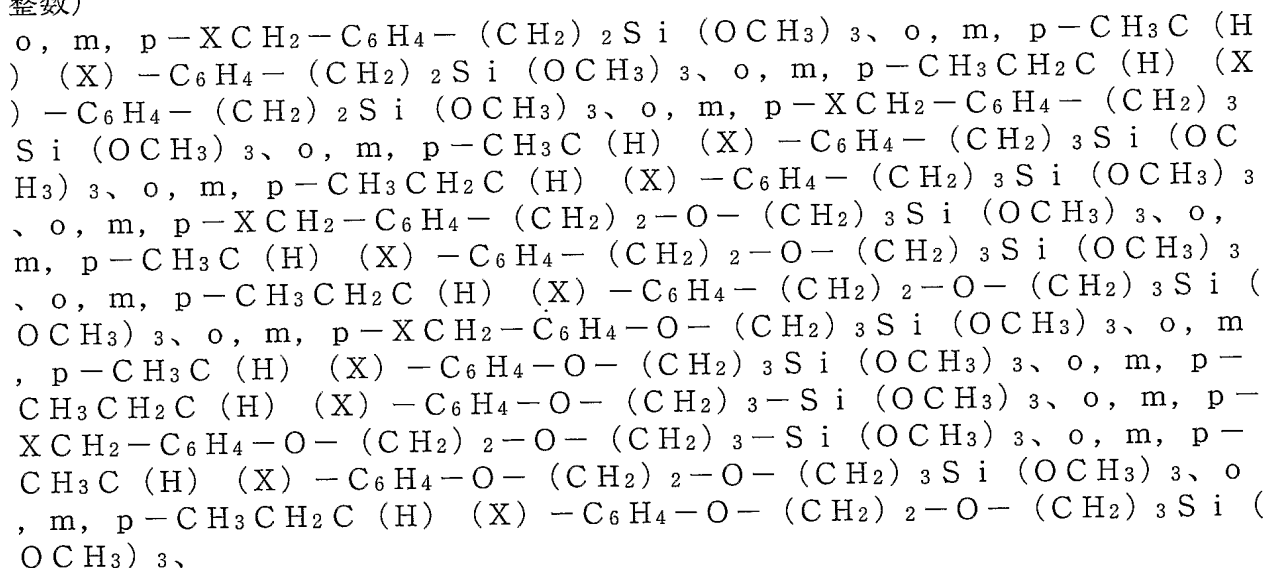 整数)
o,m,p-XCH₂-C₆H₄-(CH₂)₂Si(OCH₃)₃、o,m,p-CH₃C(H
)(X)-C₆H₄-(CH₂)₂Si(OCH₃)₃、o,m,p-CH₃CH₂C(H)(X
)-C₆H₄-(CH₂)₂Si(OCH₃)₃、o,m,p-XCH₂-C₆H₄-(CH₂)₃
Si(OCH₃)₃、o,m,p-CH₃C(H)(X)-C₆H₄-(CH₂)₃Si(OC
H₃)₃、o,m,p-CH₃CH₂C(H)(X)-C₆H₄-(CH₂)₃Si(OCH₃)₃
、o,m,p-XCH₂-C₆H₄-(CH₂)₂-O-(CH₂)₃Si(OCH₃)₃、o,
m,p-CH₃C(H)(X)-C₆H₄-(CH₂)₂-O-(CH₂)₃Si(OCH₃)₃
、o,m,p-CH₃CH₂C(H)(X)-C₆H₄-(CH₂)₂-O-(CH₂)₃Si(
OCH₃)₃、o,m,p-XCH₂-C₆H₄-O-(CH₂)₃Si(OCH₃)₃、o,m
,p-CH₃C(H)(X)-C₆H₄-O-(CH₂)₃Si(OCH₃)₃、o,m,p-
CH₃CH₂C(H)(X)-C₆H₄-O-(CH₂)₃-Si(OCH₃)₃、o,m,p-
XCH₂-C₆H₄-O-(CH₂)₂-O-(CH₂)₃-Si(OCH₃)₃、o,m,p-
CH₃C(H)(X)-C₆H₄-O-(CH₂)₂-O-(CH₂)₃Si(OCH₃)₃、o
,m,p-CH₃CH₂C(H)(X)-C₆H₄-O-(CH₂)₂-O-(CH₂)₃Si(
OCH₃)₃、